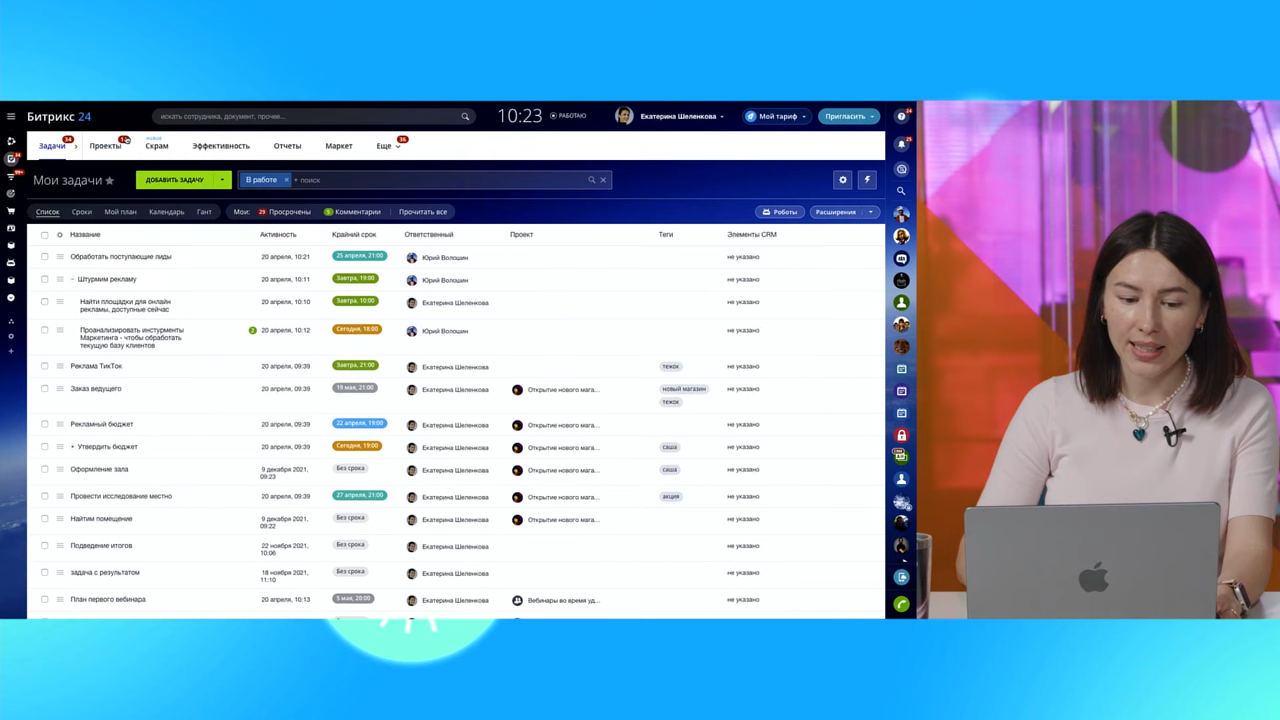 Битрикс 24
искать сотрудника, документ, прочее...
10:23
РАБОТАЮ
Екатерина Шеленкова
Мой тариф
Пригласить
24
Задачи
34
Проекты
НОВОЕ
Скрам
Эффективность
Отчеты
Маркет
Еще
36
25
34
99+
Мои задачи
ДОБАВИТЬ ЗАДАЧУ
В работе ×
+ поиск
Список
Сроки
Мой план
Календарь
Гант
Мои:
29 Просрочены
5 Комментарии
Прочитать все
Роботы
Расширения
Название
Активность
Крайний срок
Ответственный
Проект
Теги
Элементы CRM
Обработать поступающие лиды
20 апреля, 10:21
25 апреля, 21:00
Юрий Волошин
не указано
− Штурмим рекламу
20 апреля, 10:11
Завтра, 19:00
Юрий Волошин
не указано
Найти площадки для онлайн
рекламы, доступные сейчас
20 апреля, 10:10
Завтра, 10:00
Екатерина Шеленкова
не указано
Проанализировать инстурменты
Маркетинга - чтобы обработать
текущую базу клиентов
2
20 апреля, 10:12
Сегодня, 18:00
Юрий Волошин
не указано
Реклама ТикТок
20 апреля, 09:39
Завтра, 21:00
Екатерина Шеленкова
тежок
не указано
Заказ ведущего
20 апреля, 09:39
19 мая, 21:00
Екатерина Шеленкова
Открытие нового мага...
новый магазин
тежок
не указано
Рекламный бюджет
20 апреля, 09:39
22 апреля, 19:00
Екатерина Шеленкова
Открытие нового мага...
не указано
+ Утвердить бюджет
20 апреля, 09:39
Сегодня, 19:00
Екатерина Шеленкова
Открытие нового мага...
саша
не указано
Оформление зала
9 декабря 2021,
09:23
Без срока
Екатерина Шеленкова
Открытие нового мага...
саша
не указано
Провести исследование местно
20 апреля, 09:39
27 апреля, 21:00
Екатерина Шеленкова
Открытие нового мага...
акция
не указано
Найтим помещение
9 декабря 2021,
09:22
Без срока
Екатерина Шеленкова
Открытие нового мага...
не указано
Подведение итогов
22 ноября 2021,
10:06
Без срока
Екатерина Шеленкова
не указано
задача с результатом
18 ноября 2021,
11:10
Без срока
Екатерина Шеленкова
не указано
План первого вебинара
20 апреля, 10:13
5 мая, 20:00
Екатерина Шеленкова
Вебинары во время уд...
не указано